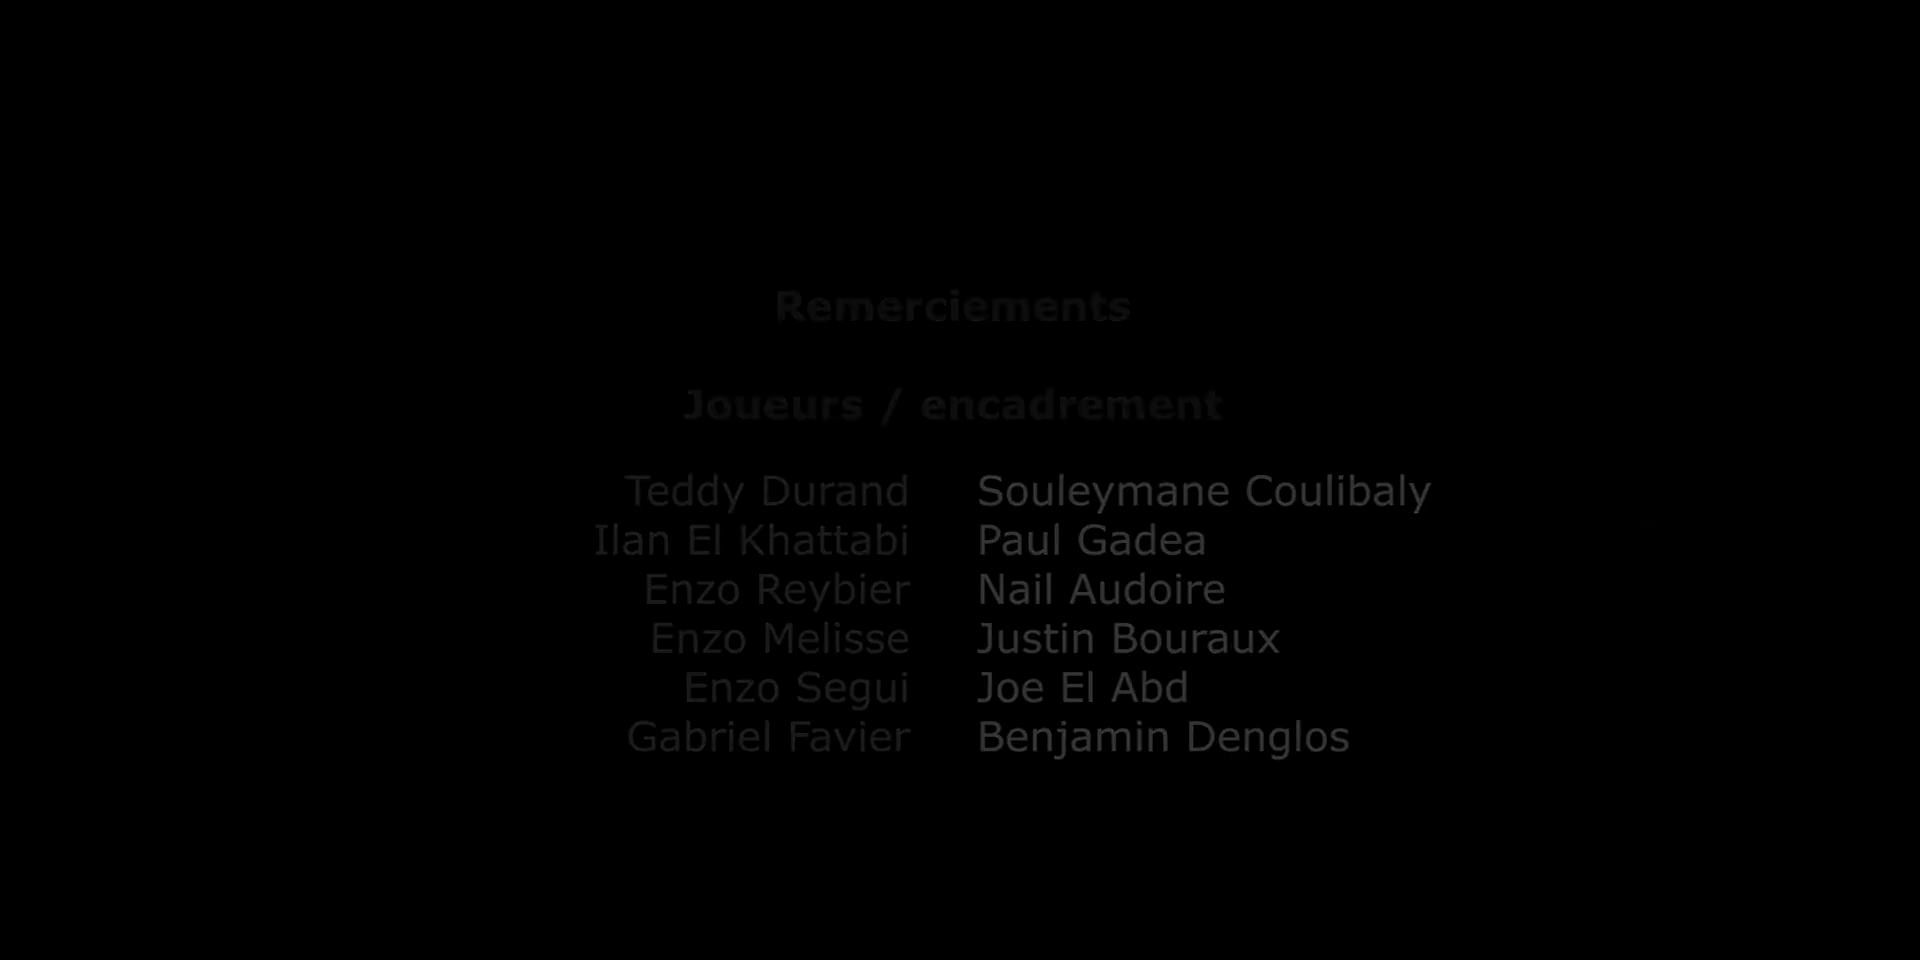 Remerciements
Joueurs / encadrement
Teddy Durand Souleymane Coulibaly
Ilan El Khattabi Paul Gadea
Enzo Reybier Nail Audoire
Enzo Melisse Justin Bouraux
Enzo Segui Joe El Abd
Gabriel Favier Benjamin Denglos